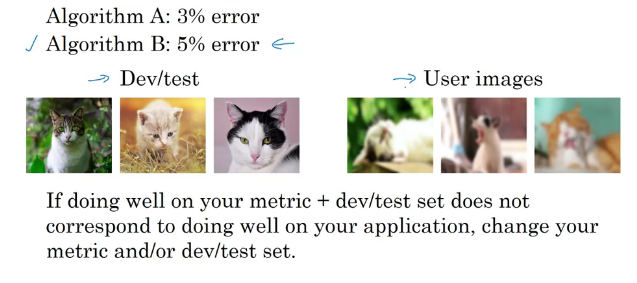 Algorithm A: 3% error
Algorithm B: 5% error
Dev/test
User images
If doing well on your metric + dev/test set does not
correspond to doing well on your application, change your
metric and/or dev/test set.